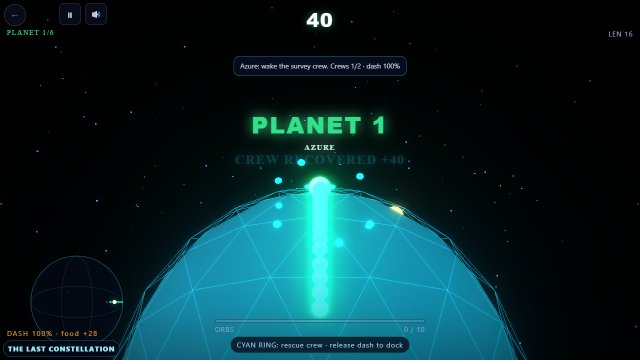 40
PLANET 1/6
LEN 16
Azure: wake the survey crew. Crews 1/2 · dash 100%
PLANET 1
AZURE
CREW RECOVERED +40
ORBS 0 / 10
DASH 100% · food +28
THE LAST CONSTELLATION
CYAN RING: rescue crew · release dash to dock